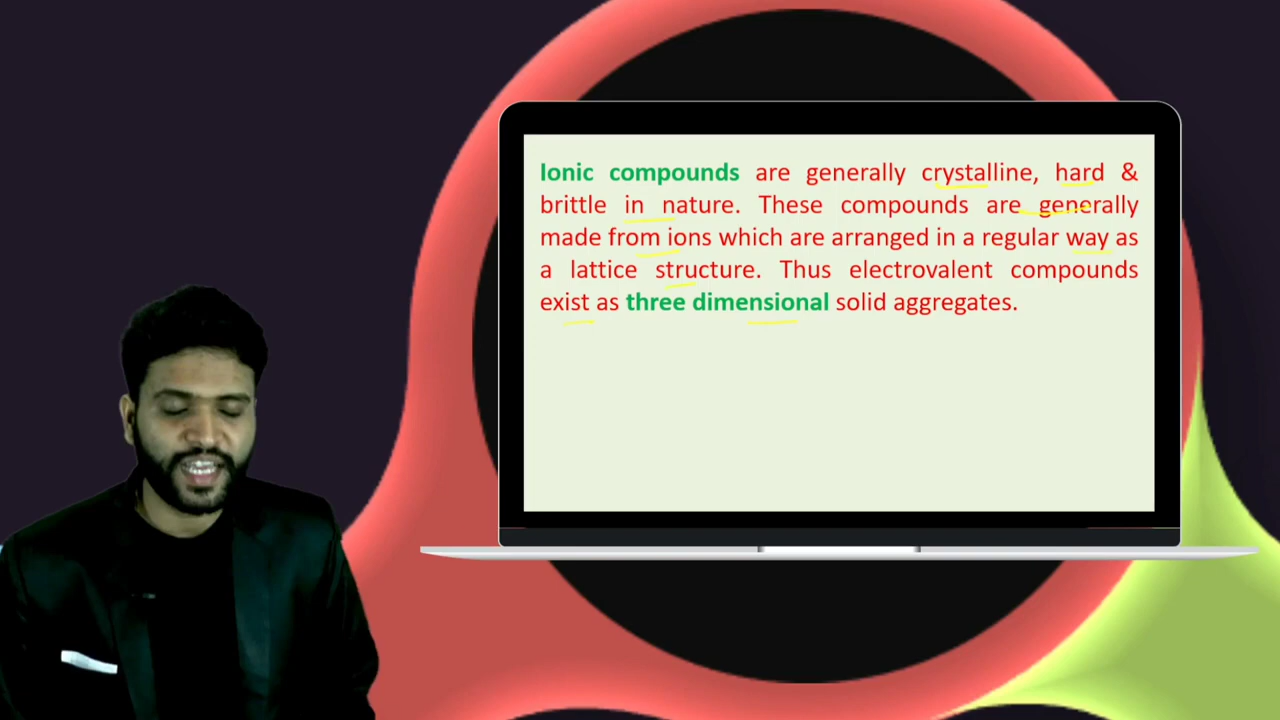 Ionic compounds are generally crystalline, hard &
brittle in nature. These compounds are generally
made from ions which are arranged in a regular way as
a lattice structure. Thus electrovalent compounds
exist as three dimensional solid aggregates.